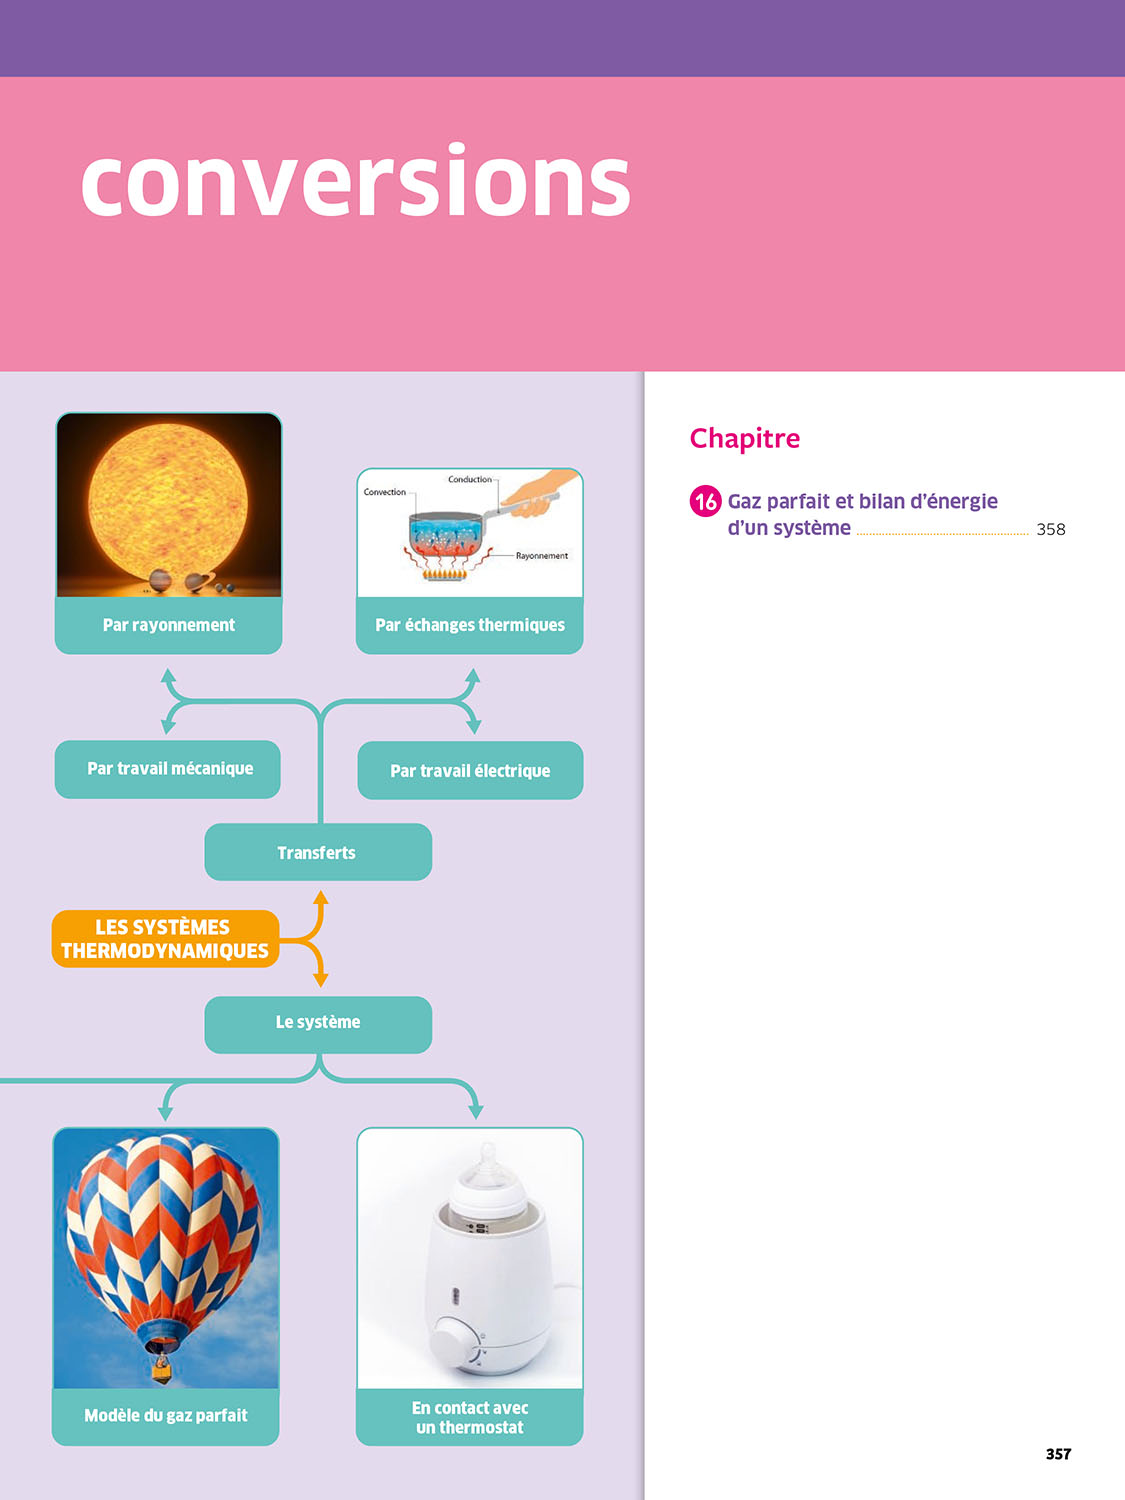 conversions
Conduction
Convection
Rayonnement
Par rayonnement
Par échanges thermiques
Par travail mécanique
Par travail électrique
Transferts
LES SYSTÈMES
THERMODYNAMIQUES
Le système
Modèle du gaz parfait
En contact avec
un thermostat
Chapitre
16 Gaz parfait et bilan d'énergie
d'un système 358
357